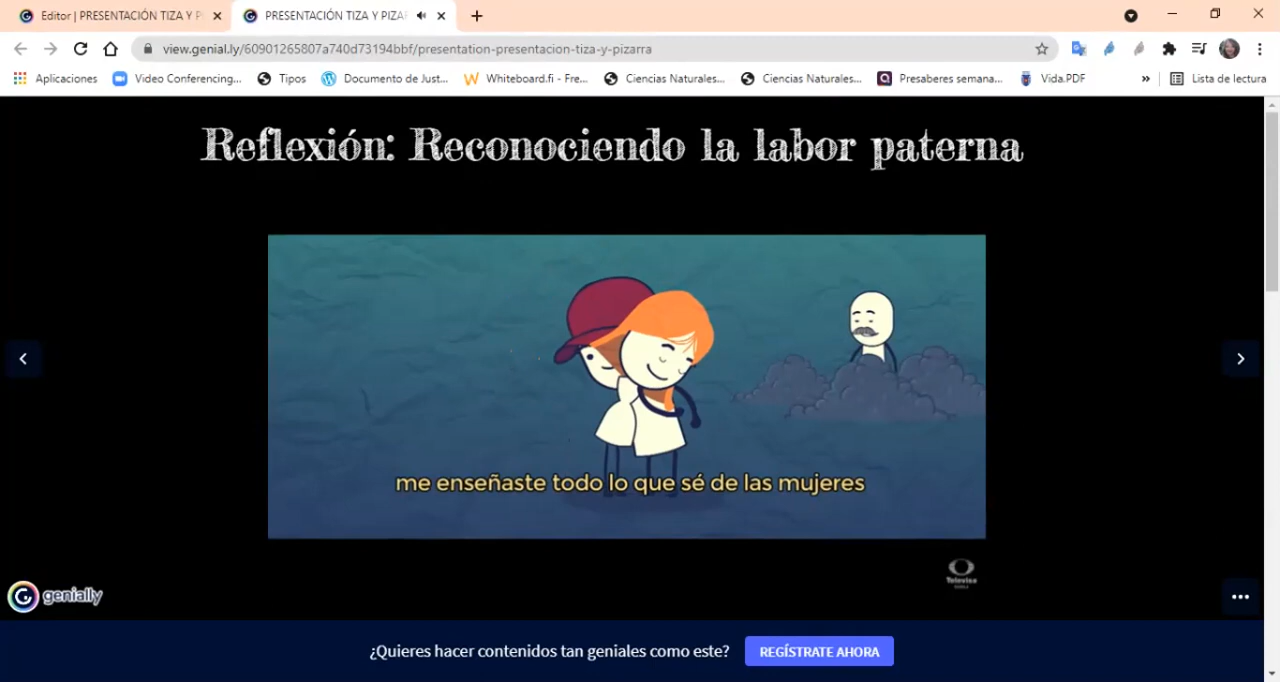 Editor | PRESENTACIÓN TIZA Y P
PRESENTACIÓN TIZA Y PIZAR
view.genial.ly/60901265807a740d73194bbf/presentation-presentacion-tiza-y-pizarra
Aplicaciones
Video Conferencing...
Tipos
Documento de Just...
Whiteboard.fi - Fre...
Ciencias Naturales...
Ciencias Naturales...
Presaberes semana...
Vida.PDF
»
Lista de lectura
Reflexión: Reconociendo la labor paterna
me enseñaste todo lo que sé de las mujeres
Televisa
genially
¿Quieres hacer contenidos tan geniales como este?
REGÍSTRATE AHORA